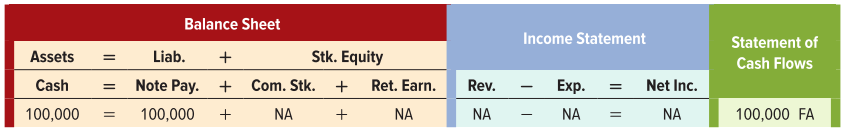 Balance Sheet
Income Statement
Statement of
Cash Flows
Assets = Liab. + Stk. Equity
Cash = Note Pay. + Com. Stk. + Ret. Earn. Rev. − Exp. = Net Inc.
100,000 = 100,000 + NA + NA NA − NA = NA 100,000 FA